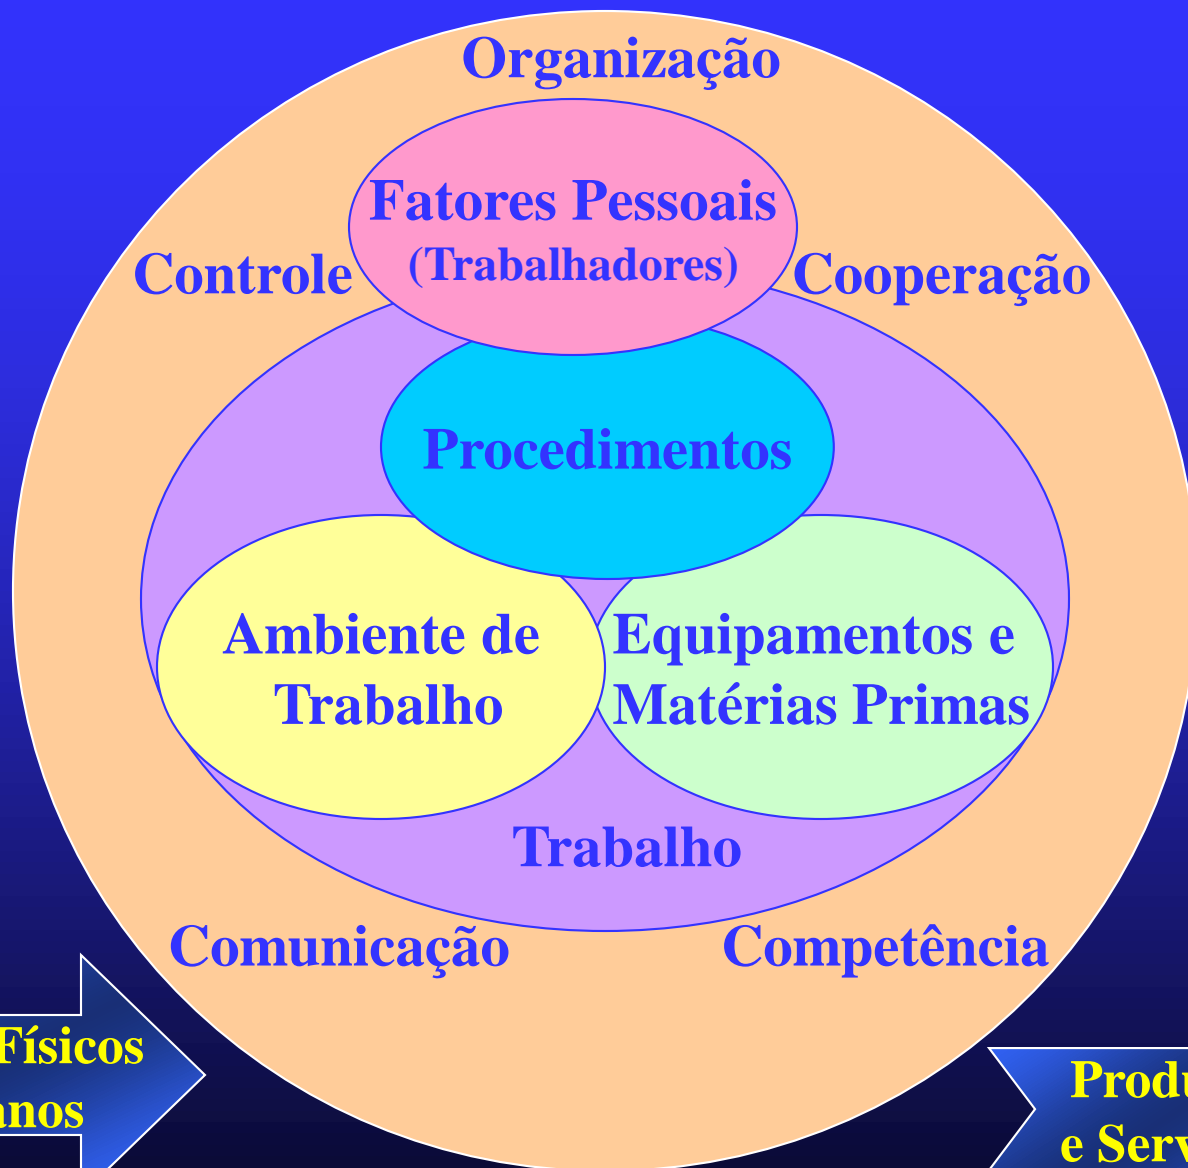 Organização
Fatores Pessoais
(Trabalhadores)
Controle
Cooperação
Procedimentos
Ambiente de
Trabalho
Equipamentos e
Matérias Primas
Trabalho
Comunicação
Competência
Físicos
e